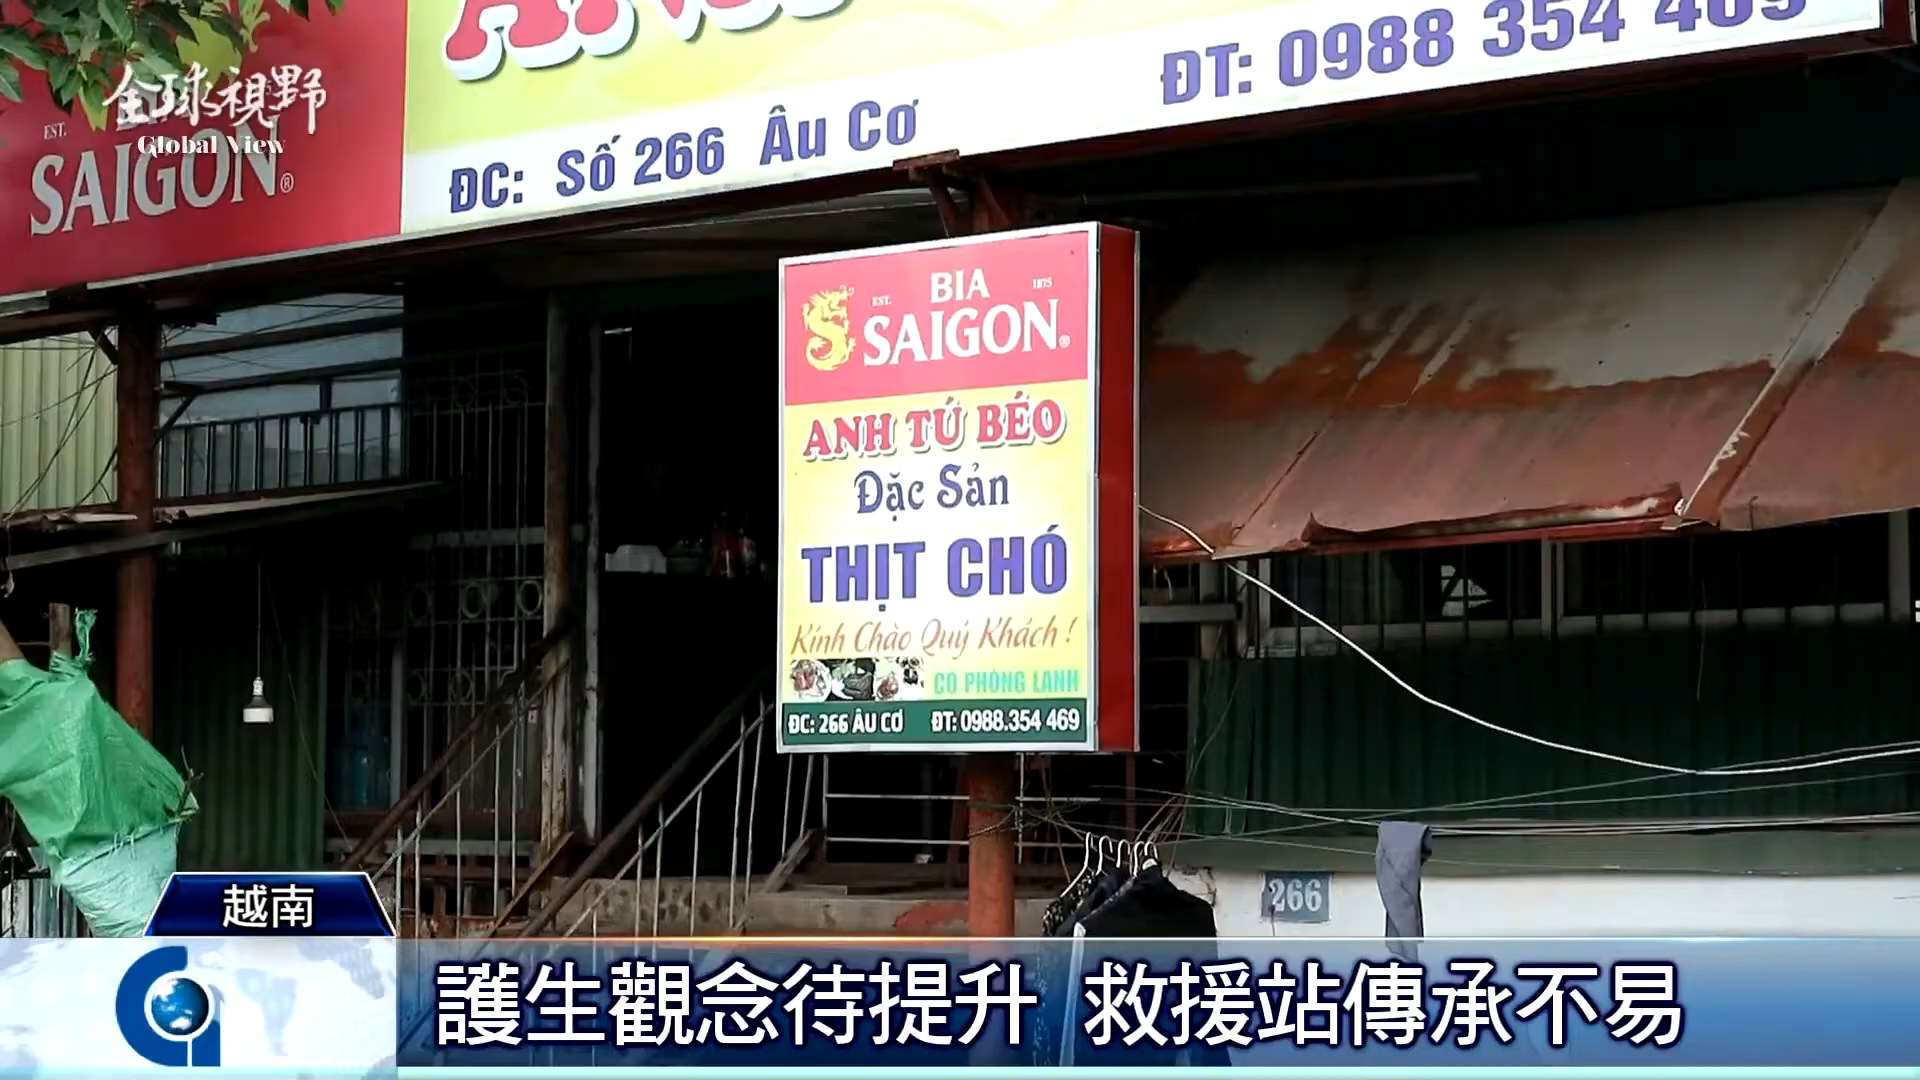 全球視野
Global View
EST.
SAIGON®
ĐT: 0988 354 469
ĐC: Số 266 Âu Cơ
EST. BIA 1875
SAIGON®
ANH TÚ BÉO
Đặc Sản
THỊT CHÓ
Kính Chào Quý Khách !
CÓ PHÒNG LẠNH
ĐC: 266 ÂU CƠ ĐT: 0988.354 469
266
越南
護生觀念待提升 救援站傳承不易